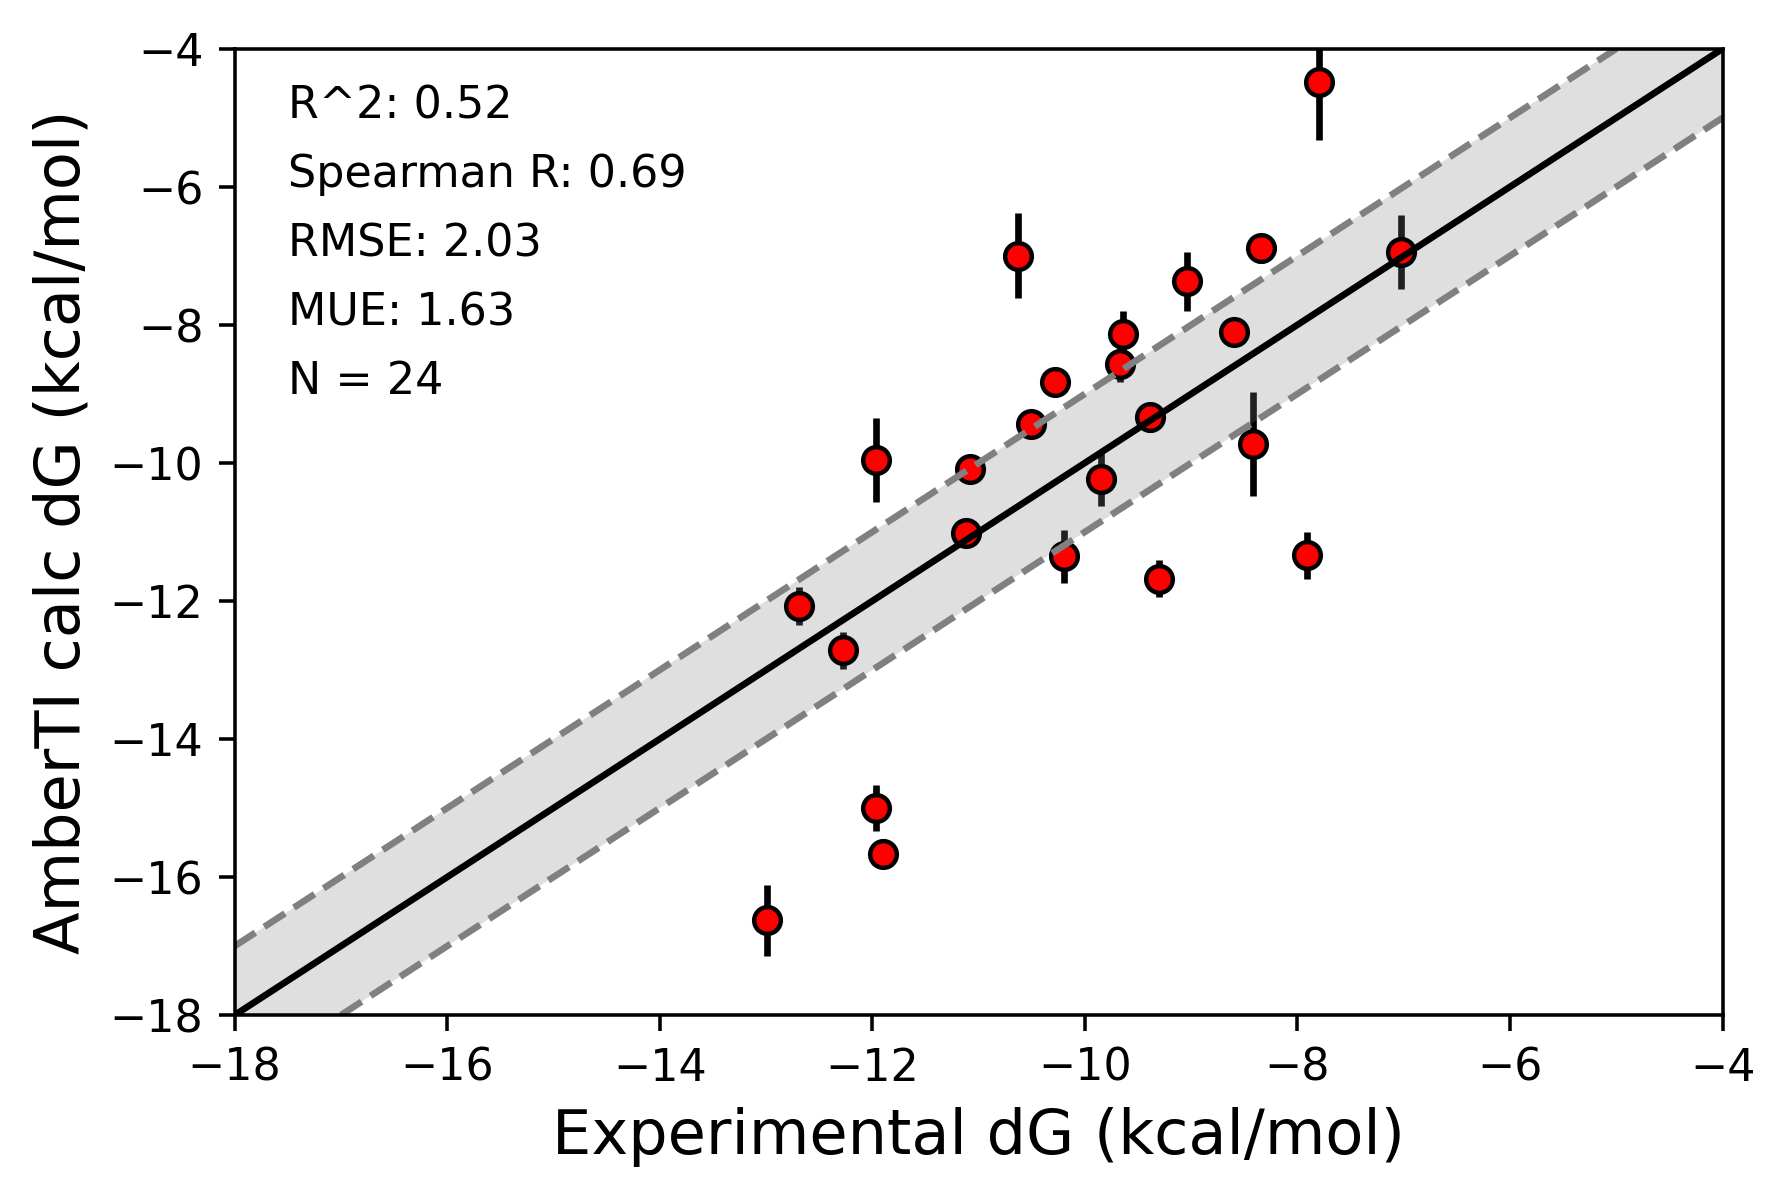 R^2: 0.52
Spearman R: 0.69
RMSE: 2.03
MUE: 1.63
N = 24
AmberTI calc dG (kcal/mol)
−4
−6
−8
−10
−12
−14
−16
−18
−18
−16
−14
−12
−10
−8
−6
−4
Experimental dG (kcal/mol)